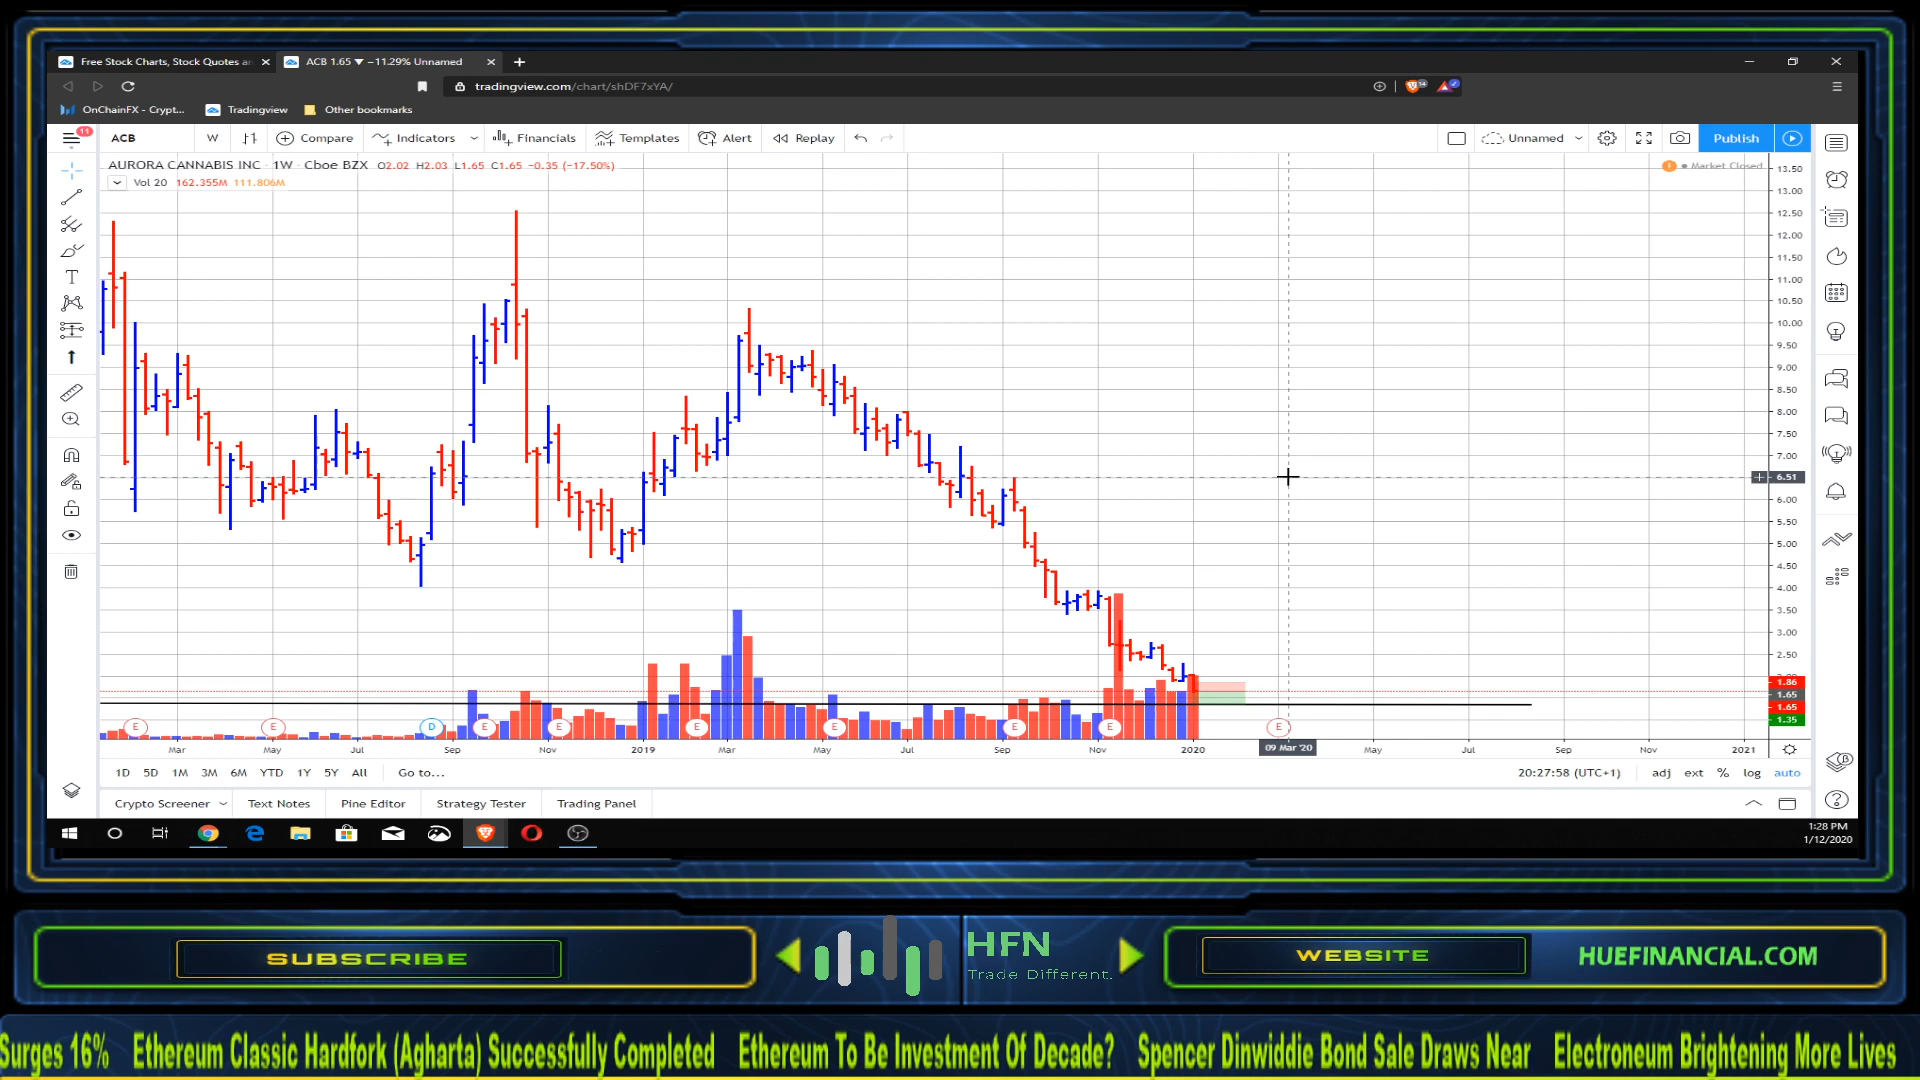 Free Stock Charts, Stock Quotes a
ACB 1.65 ▼ −11.29% Unnamed
tradingview.com/chart/shDF7xYA/
OnChainFX - Crypt...
Tradingview
Other bookmarks
11
ACB
W
Compare
Indicators
Financials
Templates
Alert
Replay
Unnamed
Publish
AURORA CANNABIS INC · 1W · Cboe BZX O2.02 H2.03 L1.65 C1.65 −0.35 (−17.50%)
Market Closed
Vol 20 162.355M 111.806M
13.50
13.00
12.50
12.00
11.50
11.00
10.50
10.00
9.50
9.00
8.50
8.00
7.50
7.00
6.51
6.00
5.50
5.00
4.50
4.00
3.50
3.00
2.50
1.86
1.65
1.65
1.35
E E D E E E E E E E
Mar May Jul Sep Nov 2019 Mar May Jul Sep Nov 2020 09 Mar '20 May Jul Sep Nov 2021
1D 5D 1M 3M 6M YTD 1Y 5Y All Go to...
20:27:58 (UTC+1) adj ext % log auto
Crypto Screener Text Notes Pine Editor Strategy Tester Trading Panel
1:28 PM
1/12/2020
SUBSCRIBE
HFN
Trade Different.
WEBSITE
HUEFINANCIAL.COM
Surges 16% Ethereum Classic Hardfork (Agharta) Successfully Completed Ethereum To Be Investment Of Decade? Spencer Dinwiddie Bond Sale Draws Near Electroneum Brightening More Lives